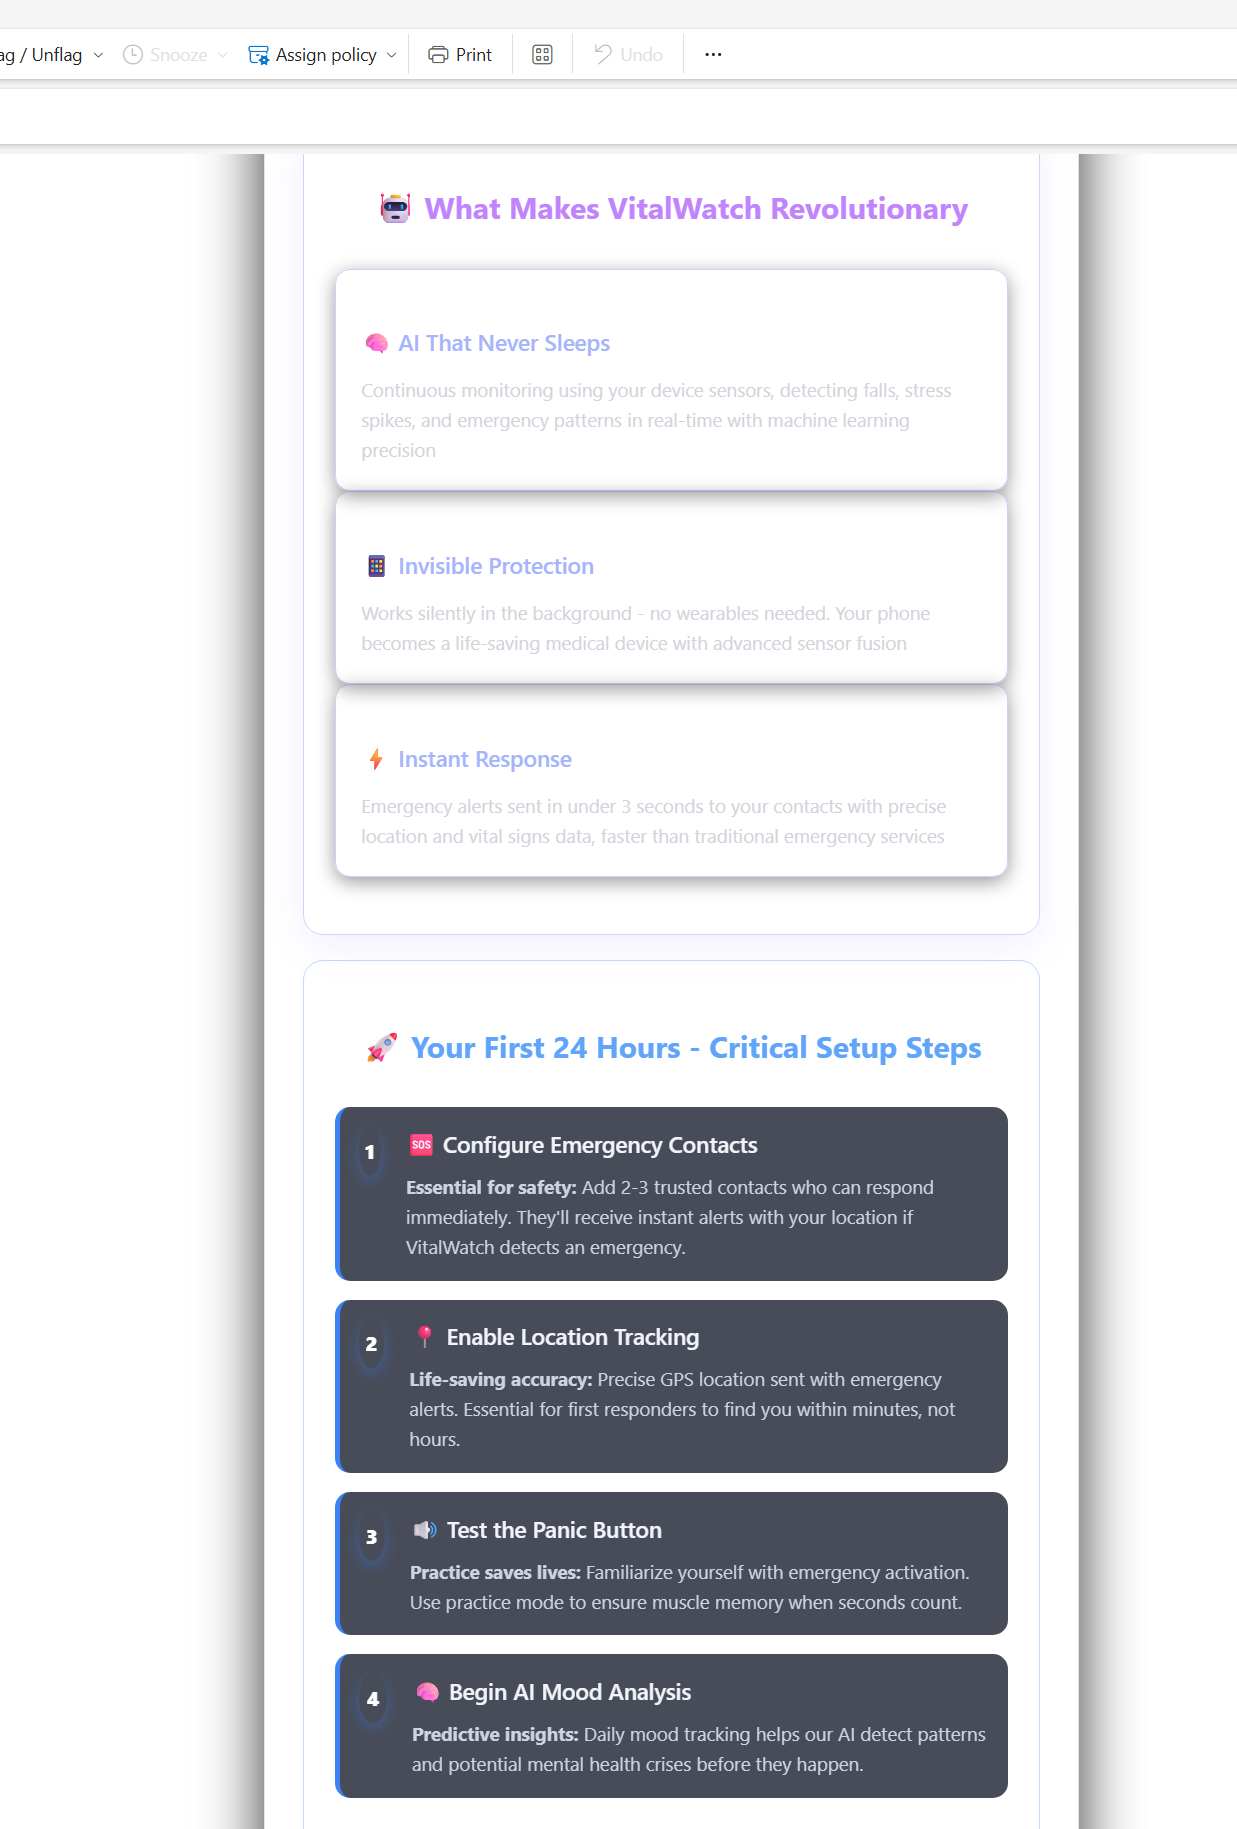 ag / Unflag Snooze Assign policy Print Undo
What Makes VitalWatch Revolutionary
AI That Never Sleeps
Continuous monitoring using your device sensors, detecting falls, stress
spikes, and emergency patterns in real-time with machine learning
precision
Invisible Protection
Works silently in the background - no wearables needed. Your phone
becomes a life-saving medical device with advanced sensor fusion
Instant Response
Emergency alerts sent in under 3 seconds to your contacts with precise
location and vital signs data, faster than traditional emergency services
Your First 24 Hours - Critical Setup Steps
1 SOS Configure Emergency Contacts
Essential for safety: Add 2-3 trusted contacts who can respond
immediately. They'll receive instant alerts with your location if
VitalWatch detects an emergency.
2 Enable Location Tracking
Life-saving accuracy: Precise GPS location sent with emergency
alerts. Essential for first responders to find you within minutes, not
hours.
3 Test the Panic Button
Practice saves lives: Familiarize yourself with emergency activation.
Use practice mode to ensure muscle memory when seconds count.
4 Begin AI Mood Analysis
Predictive insights: Daily mood tracking helps our AI detect patterns
and potential mental health crises before they happen.